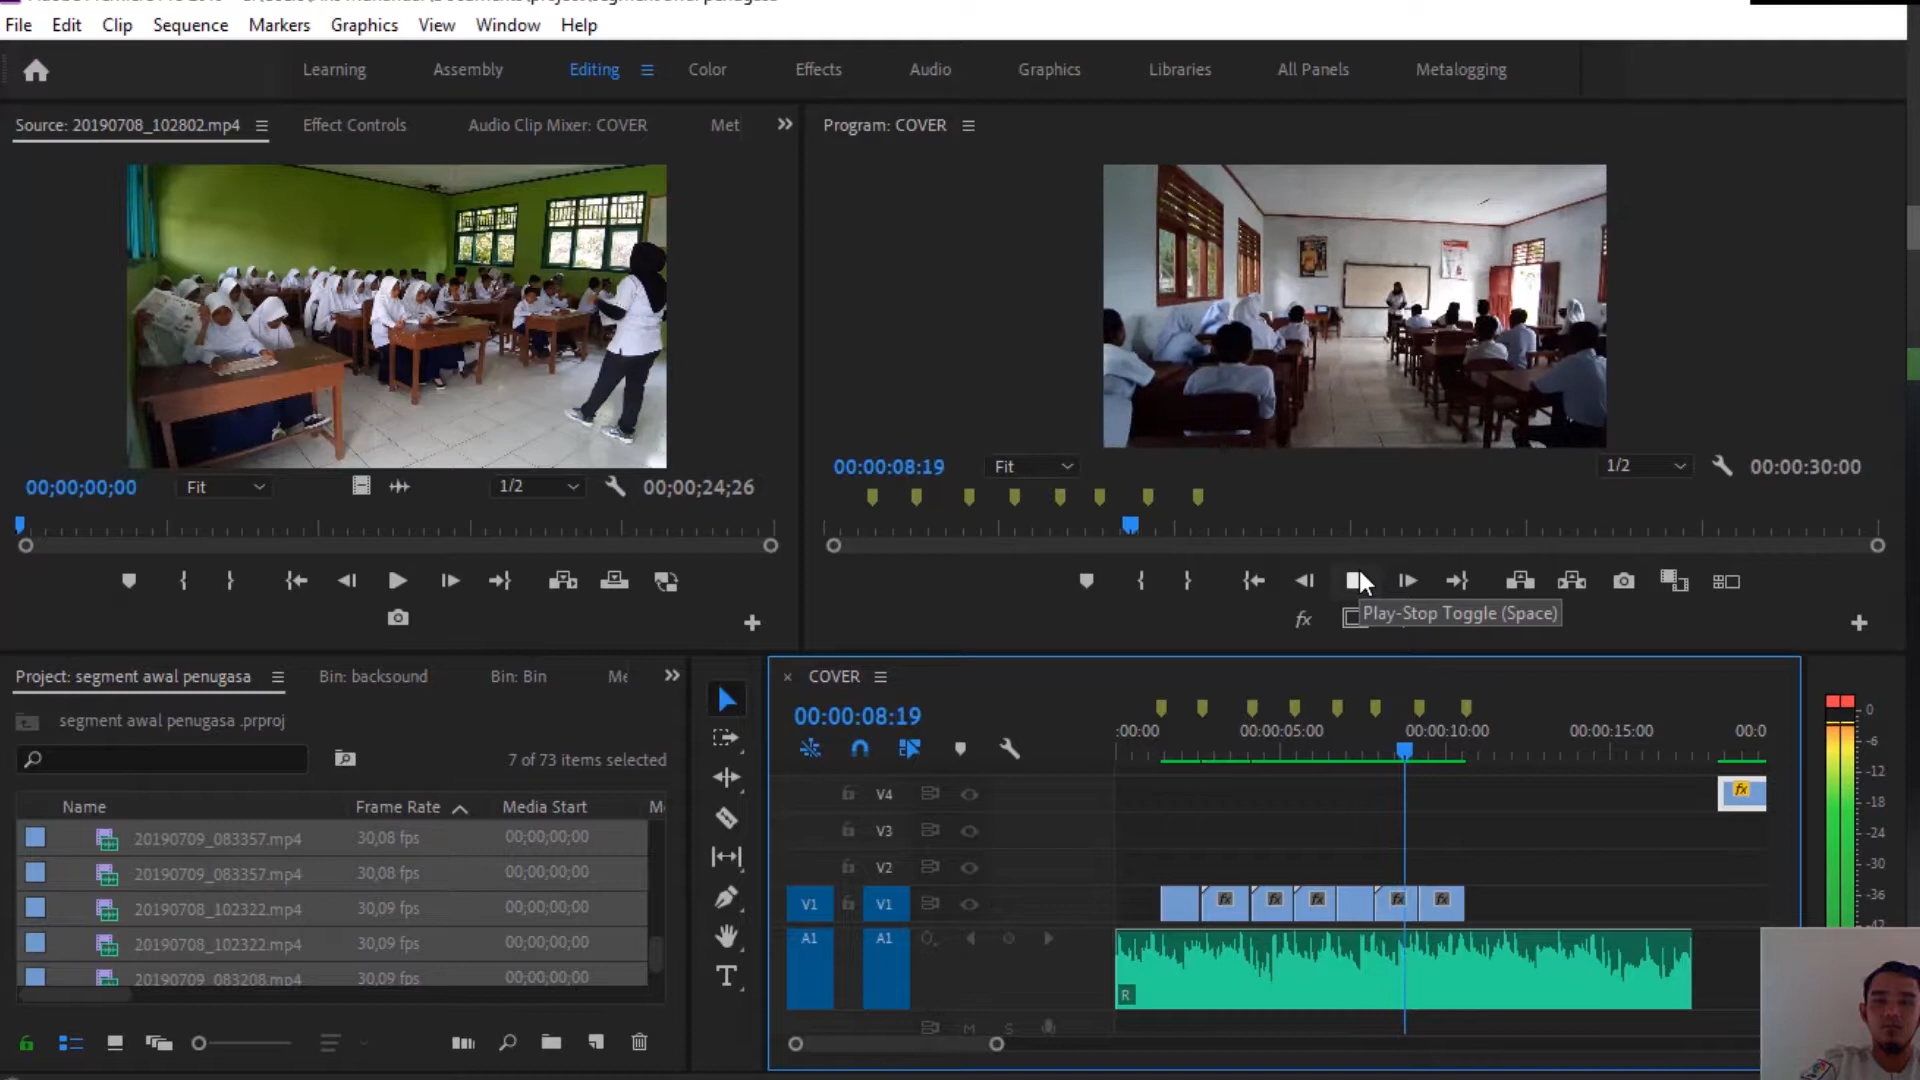 File Edit Clip Sequence Markers Graphics View Window Help
Learning Assembly Editing Color Effects Audio Graphics Libraries All Panels Metalogging
Source: 20190708_102802.mp4 Effect Controls Audio Clip Mixer: COVER Met
Program: COVER
00;00;00;00 Fit 1/2 00;00;24;26
00:00:08:19 Fit 1/2 00:00:30:00
Play-Stop Toggle (Space)
fx
Project: segment awal penugasa Bin: backsound Bin: Bin Me
segment awal penugasa .prproj
7 of 73 items selected
Name Frame Rate Media Start M
20190709_083357.mp4 30,08 fps 00;00;00;00
20190709_083357.mp4 30,08 fps 00;00;00;00
20190708_102322.mp4 30,09 fps 00;00;00;00
20190708_102322.mp4 30,09 fps 00;00;00;00
20190709_083208.mp4 30,09 fps 00;00;00;00
× COVER
00:00:08:19
:00:00 00:00:05:00 00:00:10:00 00:00:15:00 00:0
V4 fx
V3
V2
V1 V1 fx fx fx fx fx
A1 A1
R
M S
0
-6
-12
-18
-24
-30
-36
-42
T